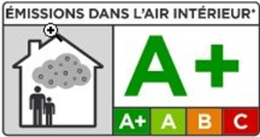 ÉMISSIONS DANS L'AIR INTÉRIEUR*
A+
A+ A B C